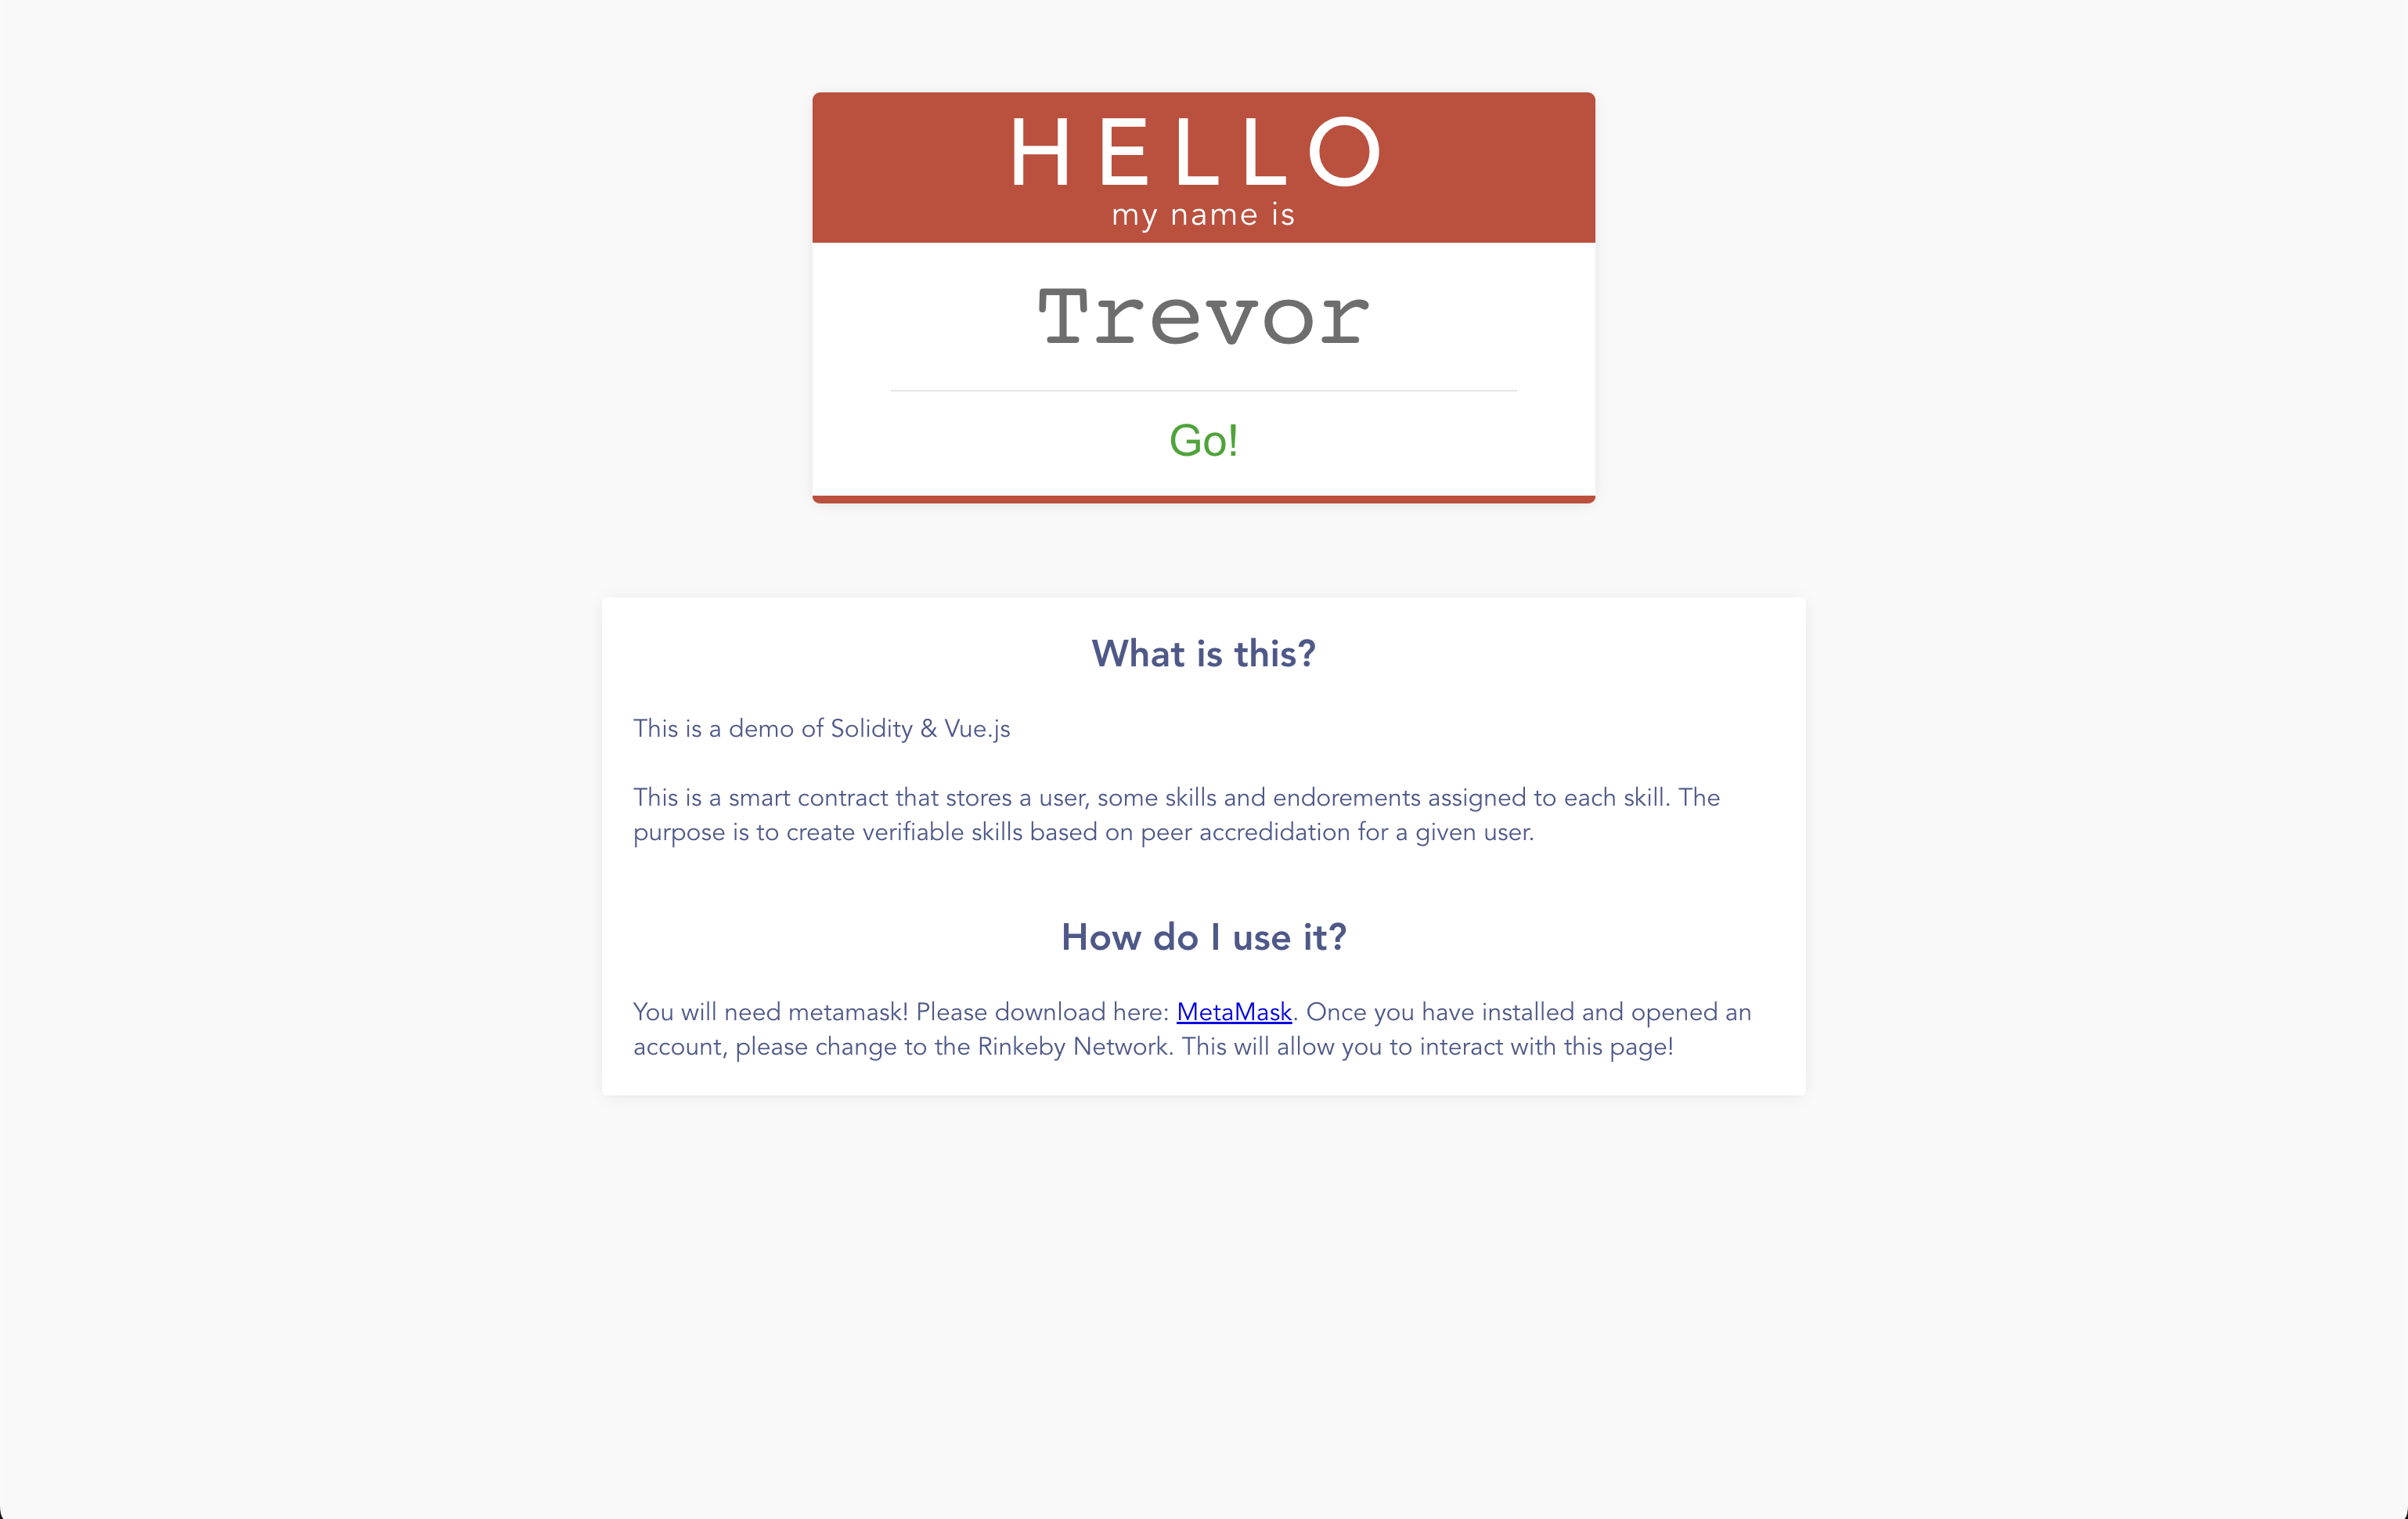 HELLO
my name is
Trevor
Go!
What is this?
This is a demo of Solidity & Vue.js
This is a smart contract that stores a user, some skills and endorements assigned to each skill. The
purpose is to create verifiable skills based on peer accredidation for a given user.
How do I use it?
You will need metamask! Please download here: MetaMask. Once you have installed and opened an
account, please change to the Rinkeby Network. This will allow you to interact with this page!